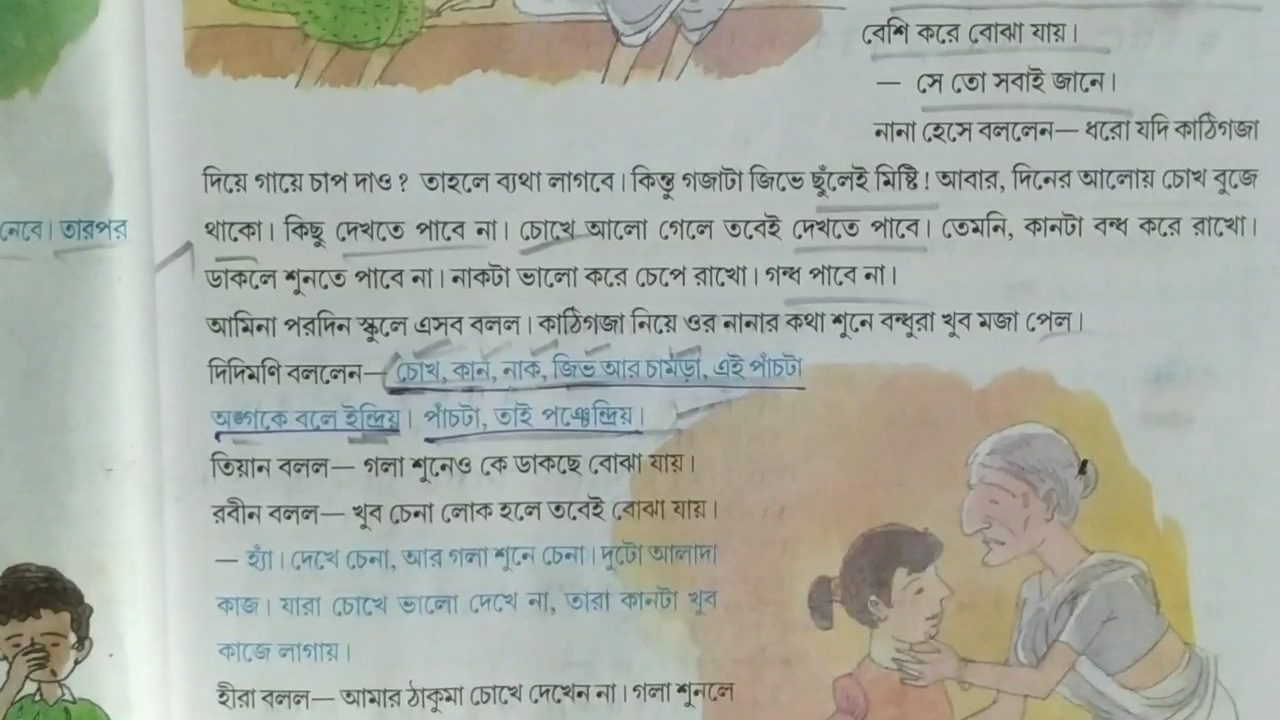 বেশি করে বোঝা যায়।
— সে তো সবাই জানে।
নানা হেসে বললেন— ধরো যদি কাঠিগজা
দিয়ে গায়ে চাপ দাও? তাহলে ব্যথা লাগবে। কিন্তু গজাটা জিভে ছুঁলেই মিষ্টি! আবার, দিনের আলোয় চোখ বুজে
থাকো। কিছু দেখতে পাবে না। চোখে আলো গেলে তবেই দেখতে পাবে। তেমনি, কানটা বন্ধ করে রাখো।
ডাকলে শুনতে পাবে না। নাকটা ভালো করে চেপে রাখো। গন্ধ পাবে না।
আমিনা পরদিন স্কুলে এসব বলল। কাঠিগজা নিয়ে ওর নানার কথা শুনে বন্ধুরা খুব মজা পেল।
দিদিমণি বললেন— চোখ, কান, নাক, জিভ আর চামড়া, এই পাঁচটা
অঙ্গকে বলে ইন্দ্রিয়। পাঁচটা, তাই পঞ্চেন্দ্রিয়।
তিয়ান বলল— গলা শুনেও কে ডাকছে বোঝা যায়।
রবীন বলল— খুব চেনা লোক হলে তবেই বোঝা যায়।
— হ্যাঁ। দেখে চেনা, আর গলা শুনে চেনা। দুটো আলাদা
কাজ। যারা চোখে ভালো দেখে না, তারা কানটা খুব
কাজে লাগায়।
হীরা বলল— আমার ঠাকুমা চোখে দেখেন না। গলা শুনলে
নেবে। তারপর